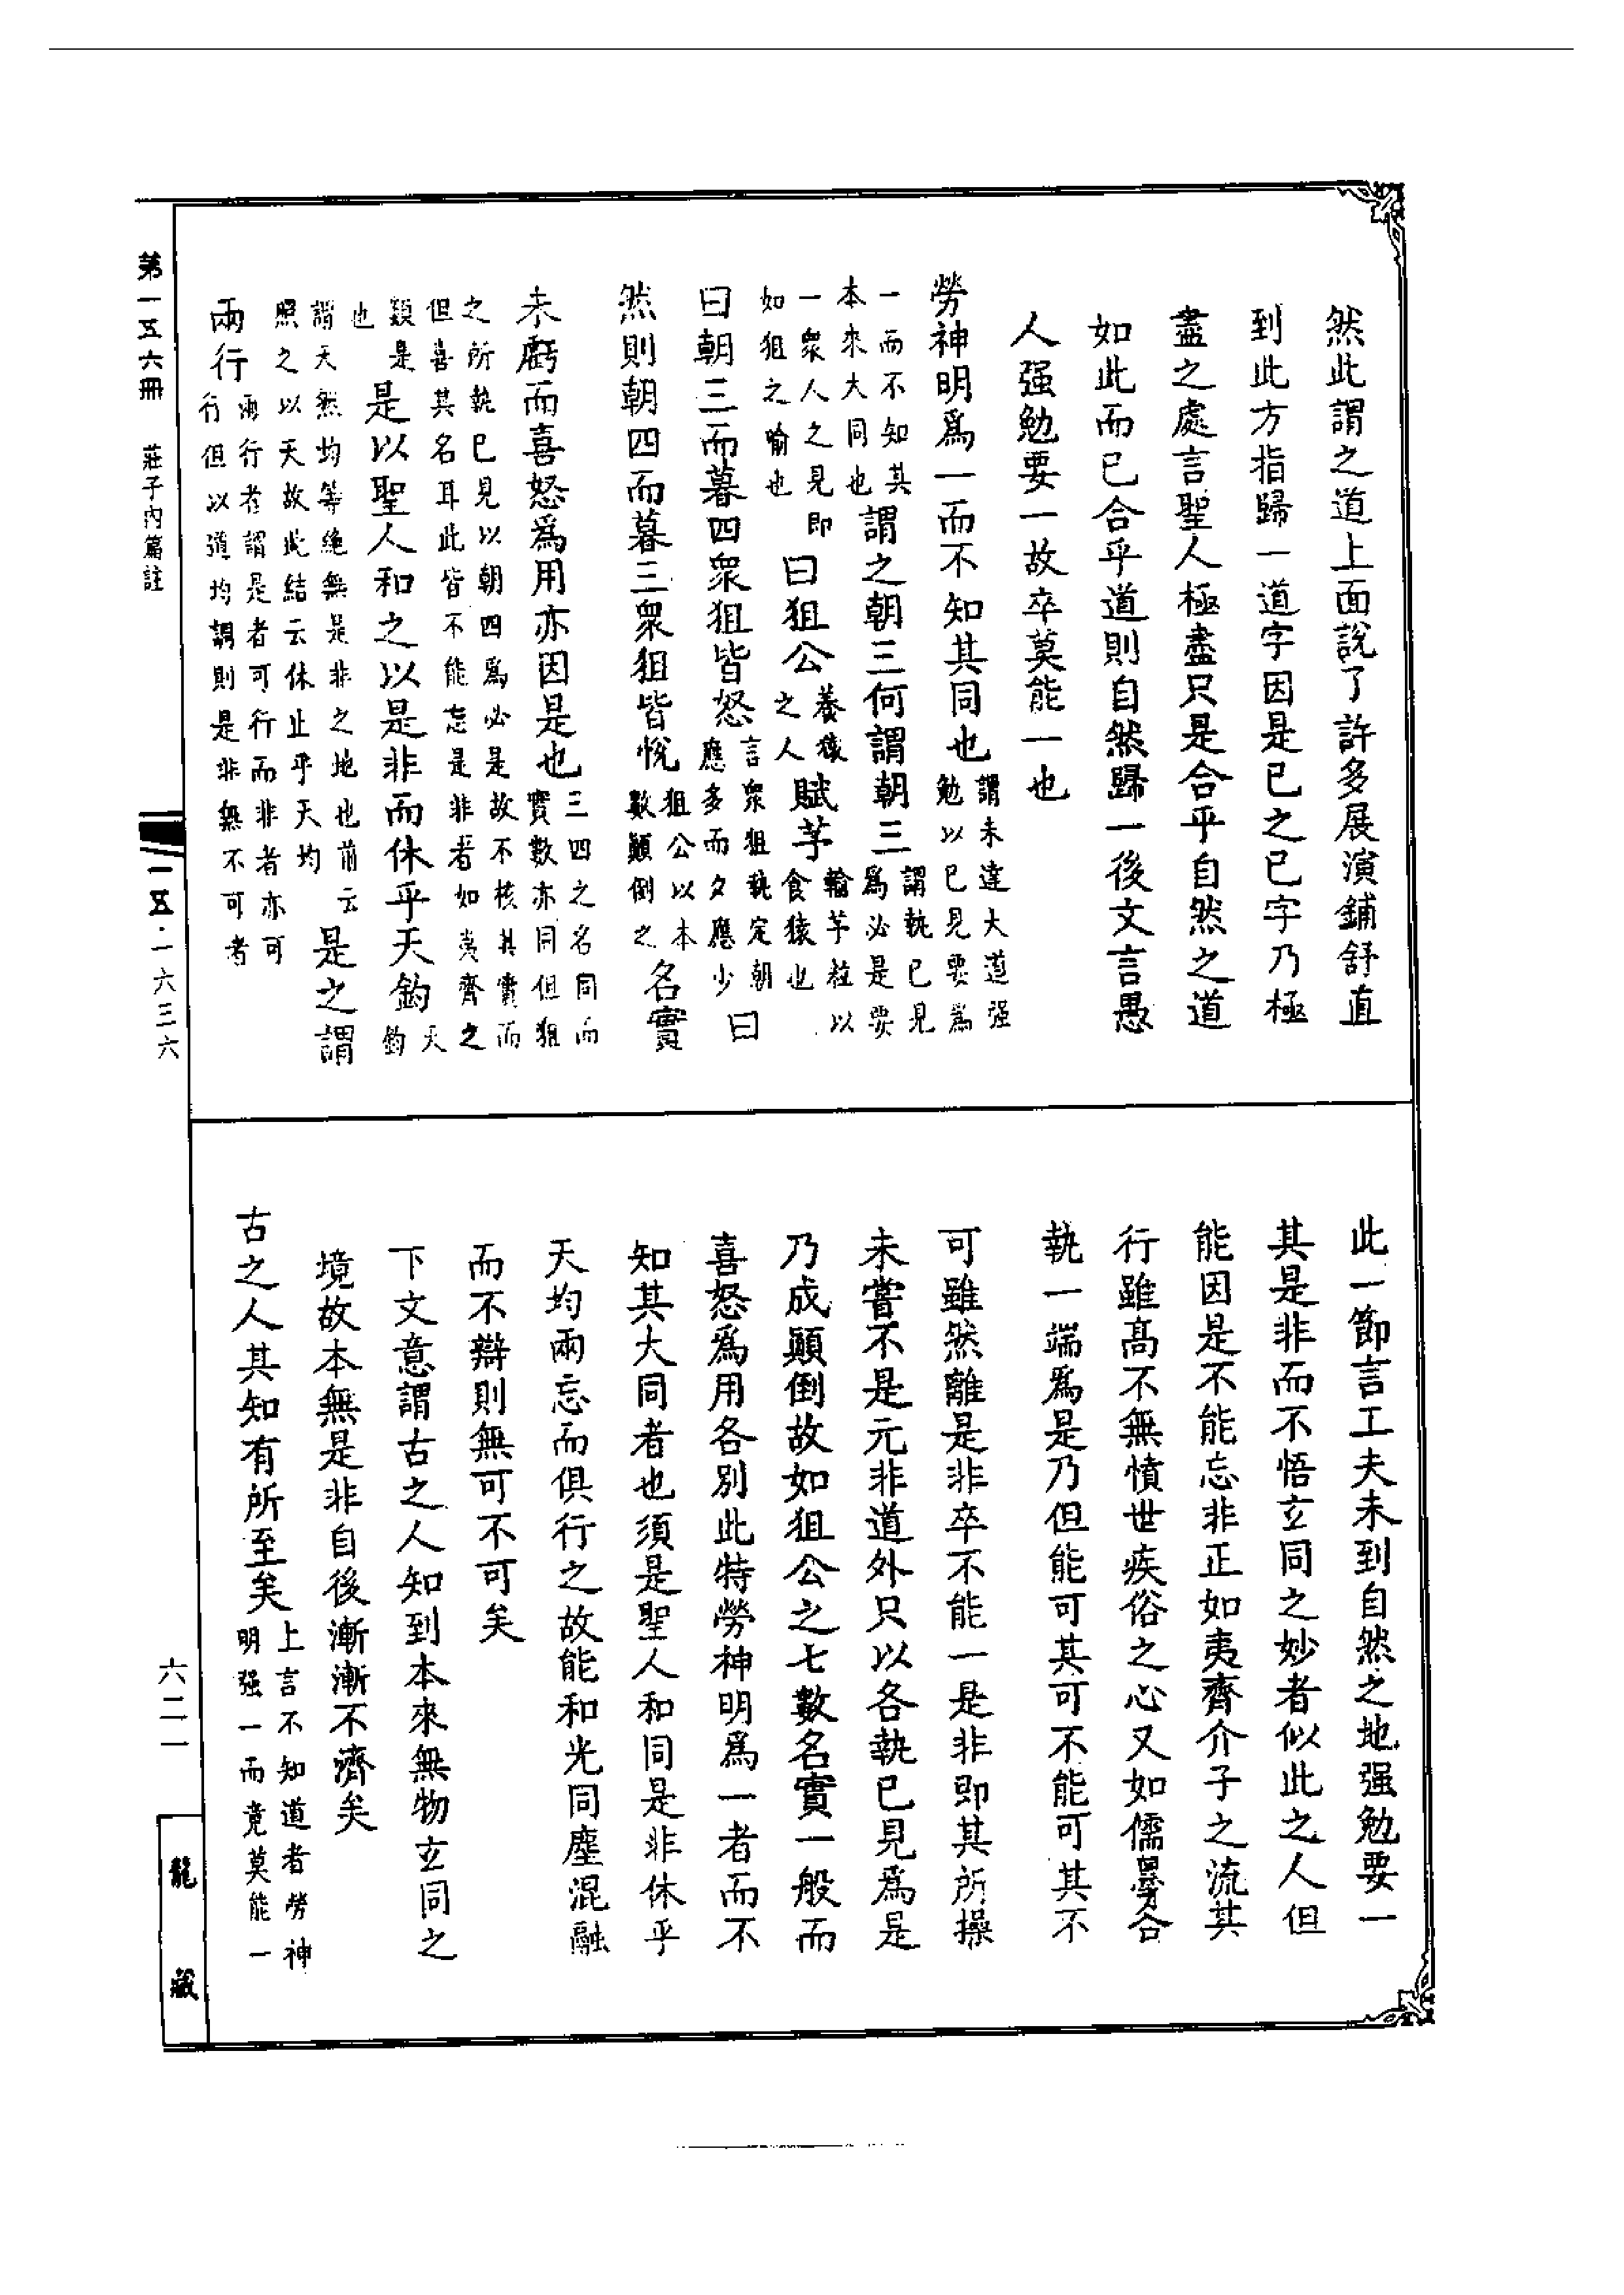 然此謂之道上面說了許多展演鋪舒直
到此方指歸一道字因是已之已字乃極
盡之處言聖人極盡只是合乎自然之道
如此而已合乎道則自然歸一後文言愚
人强勉要一故卒莫能一也
勞神明爲一而不知其同也謂未達大道强勉以己見要爲
一而不知其本來大同也謂之朝三何謂朝三謂執己見爲必是要
一衆人之見即如狙之喻也曰狙公養猿之人賦芧輸芧粒以食猿也
曰朝三而暮四衆狙皆怒言衆狙執定朝應多而夕應少曰
然則朝四而暮三衆狙皆悅狙公以本數顛倒之名實
未虧而喜怒爲用亦因是也三四之名同而實數亦同但狙
之所執己見以朝四爲必是故不核其實而但喜其名耳此皆不能忘是非者如夷齊之
類是也是以聖人和之以是非而休乎天鈞天鈞
謂天然均等絶無是非之地也前云照之以天故此結云休止乎天均是之謂
兩行兩行者謂是者可行而非者亦可行但以道均調則是非無不可者
此一節言工夫未到自然之地强勉要一
其是非而不悟玄同之妙者似此之人但
能因是不能忘非正如夷齊介子之流其
行雖高不無憤世疾俗之心又如儒墨合
執一端爲是乃但能可其可不能可其不
可雖然離是非卒不能一是非即其所操
未嘗不是元非道外只以各執己見爲是
乃成顚倒故如狙公之七數名實一般而
喜怒爲用各別此特勞神明爲一者而不
知其大同者也須是聖人和同是非休乎
天均兩忘而俱行之故能和光同塵混融
而不辯則無可不可矣
下文意謂古之人知到本來無物玄同之
境故本無是非自後漸漸不濟矣
古之人其知有所至矣上言不知道者勞神明强一而竟莫能一
第一五六冊 莊子內篇註
一五·一六三六
六二一
龍藏